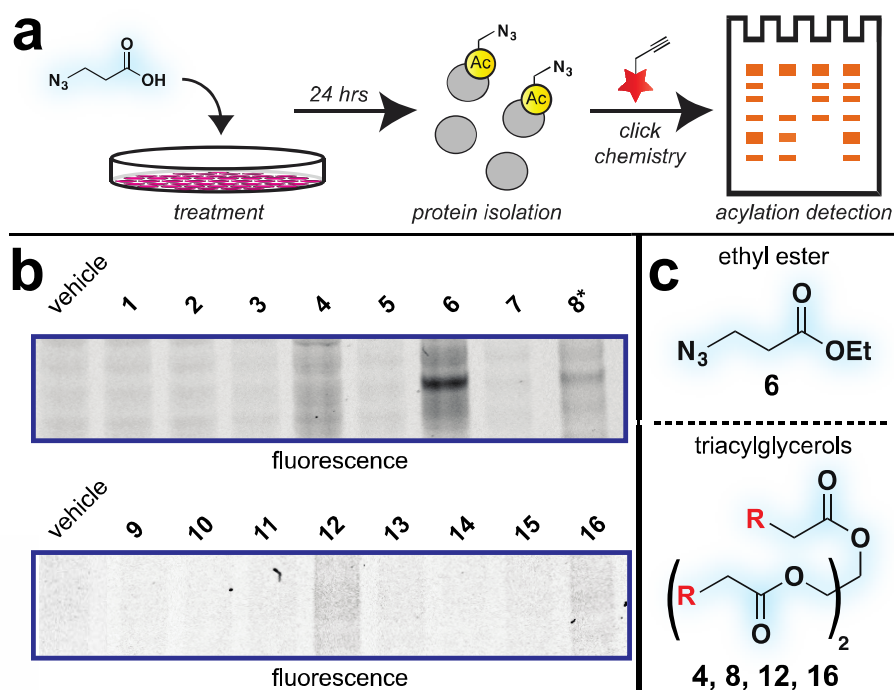 a
N3
O
OH
treatment
24 hrs
N3
Ac
N3
Ac
protein isolation
click
chemistry
acylation detection
b
vehicle 1 2 3 4 5 6 7 8*
fluorescence
vehicle 9 10 11 12 13 14 15 16
fluorescence
c
ethyl ester
O
N3
OEt
6
triacylglycerols
O
R
O
R
O
O
2
4, 8, 12, 16